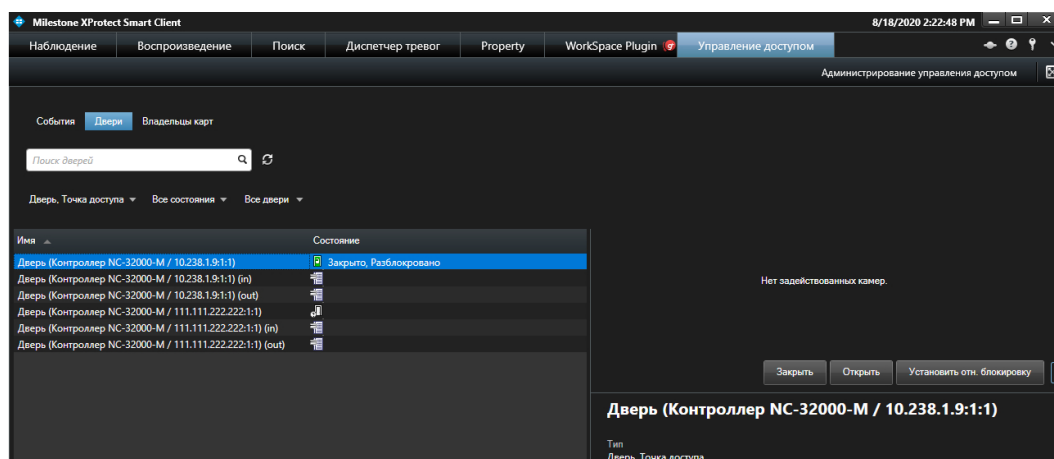 Milestone XProtect Smart Client 8/18/2020 2:22:48 PM
Наблюдение Воспроизведение Поиск Диспетчер тревог Property WorkSpace Plugin Управление доступом
Администрирование управления доступом
События Двери Владельцы карт
Поиск дверей
Дверь, Точка доступа Все состояния Все двери
Имя Состояние
Дверь (Контроллер NC-32000-M / 10.238.1.9:1:1) Закрыто, Разблокровано
Дверь (Контроллер NC-32000-M / 10.238.1.9:1:1) (in)
Дверь (Контроллер NC-32000-M / 10.238.1.9:1:1) (out)
Дверь (Контроллер NC-32000-M / 111.111.222.222:1:1)
Дверь (Контроллер NC-32000-M / 111.111.222.222:1:1) (in)
Дверь (Контроллер NC-32000-M / 111.111.222.222:1:1) (out)
Нет задействованных камер.
Закрыть Открыть Установить отн. блокировку
Дверь (Контроллер NC-32000-M / 10.238.1.9:1:1)
Тип
Дверь, Точка доступа